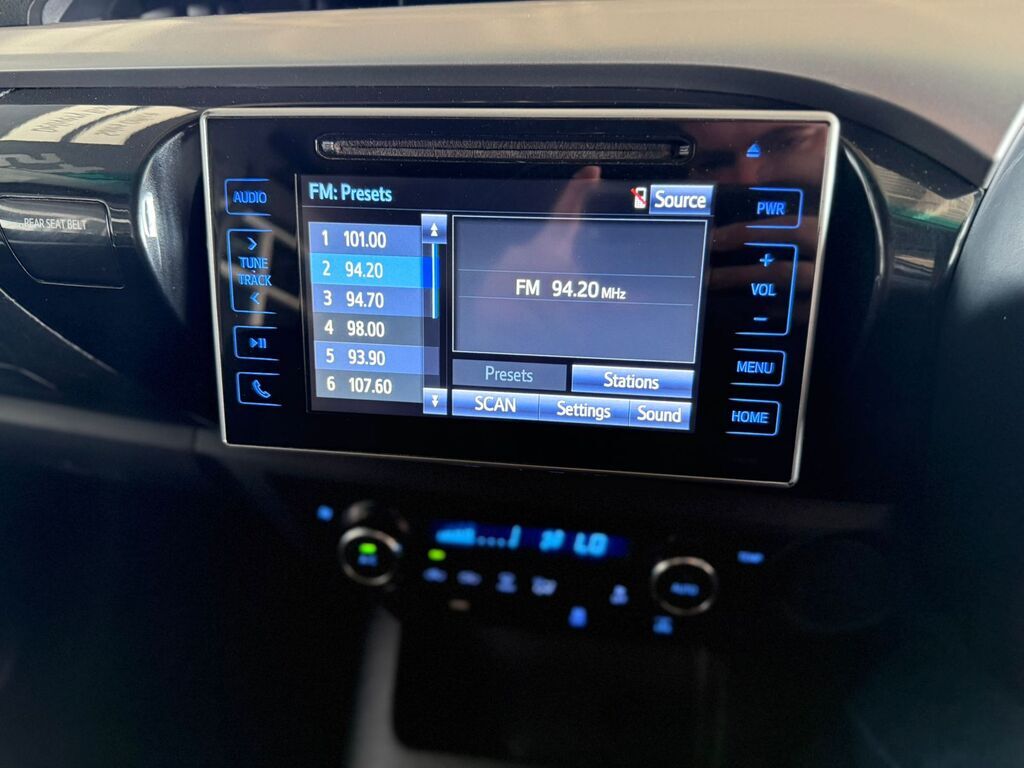 REAR SEAT BELT
AUDIO
TUNE
TRACK
FM: Presets
Source
1 101.00
2 94.20
3 94.70
4 98.00
5 93.90
6 107.60
FM 94.20 MHz
Presets
Stations
SCAN
Settings
Sound
PWR
+
VOL
−
MENU
HOME
LO
A/C
AUTO
TEMP